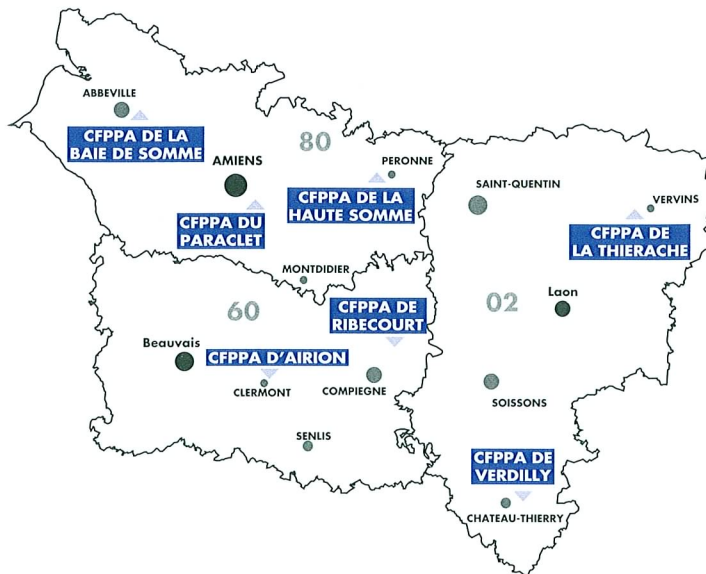 ABBEVILLE
CFPPA DE LA
BAIE DE SOMME
80
AMIENS
PERONNE
CFPPA DE LA
HAUTE SOMME
CFPPA DU
PARACLET
SAINT-QUENTIN
VERVINS
CFPPA DE
LA THIERACHE
MONTDIDIER
60
CFPPA DE
RIBECOURT
02
Laon
Beauvais
CFPPA D'AIRION
CLERMONT
COMPIEGNE
SOISSONS
SENLIS
CFPPA DE
VERDILLY
CHATEAU-THIERRY